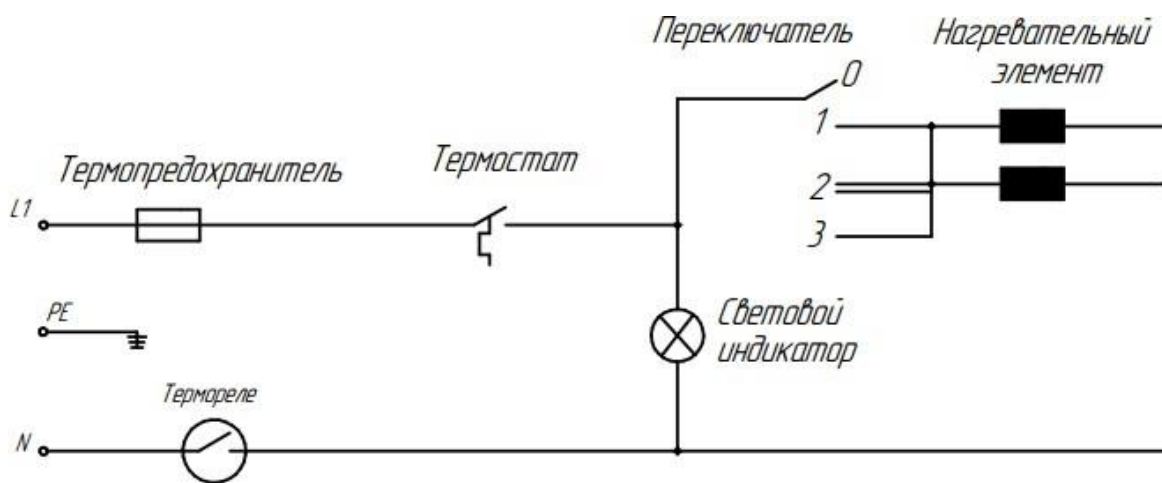 Переключатель
Нагревательный
элемент
0
1
Термопредохранитель
Термостат
2
L1
3
PE
Световой
индикатор
Термореле
N